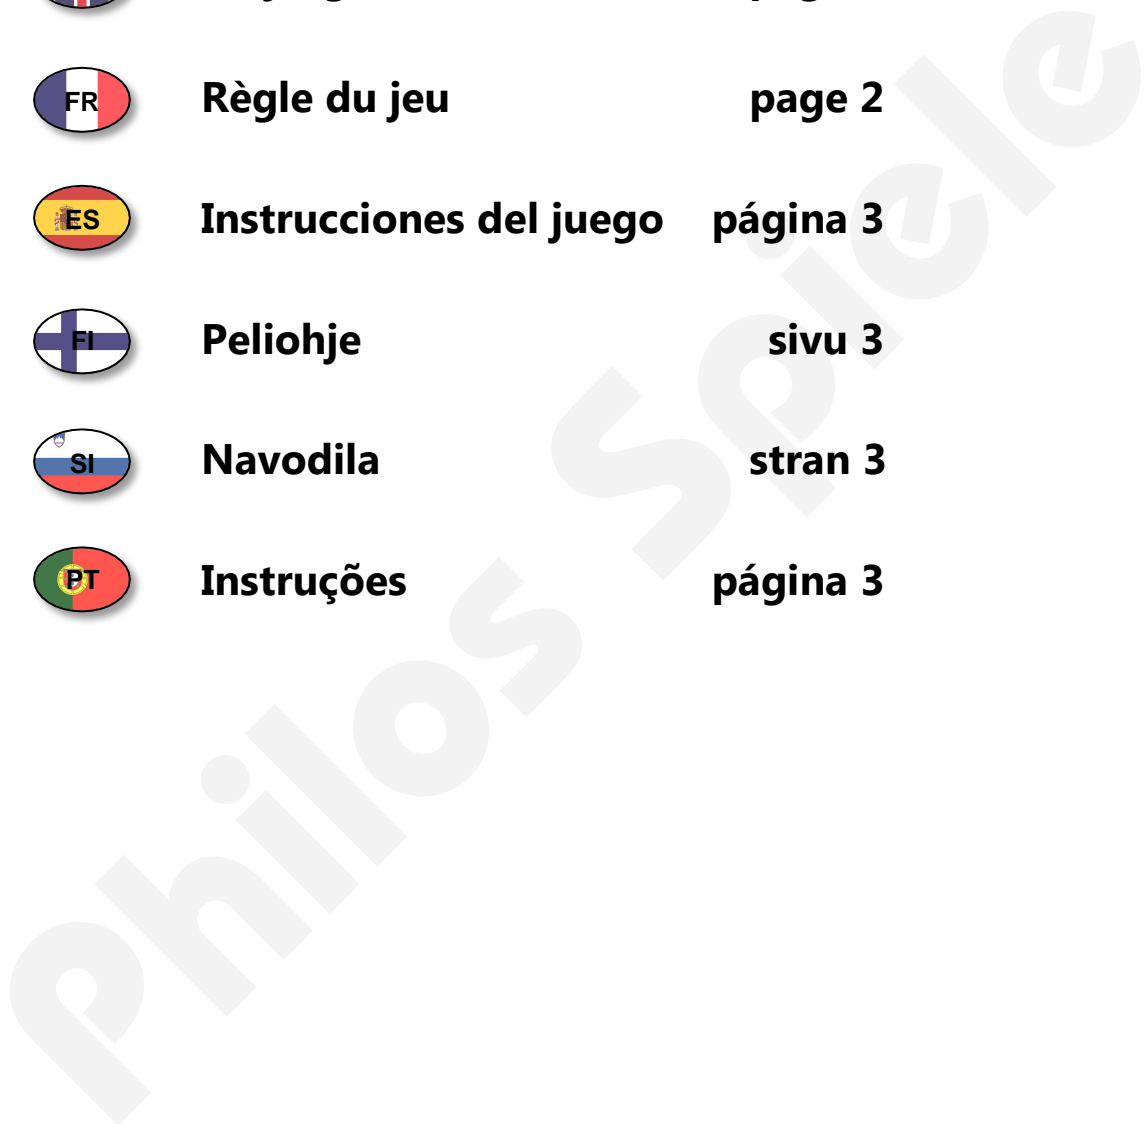 FR Règle du jeu page 2
ES Instrucciones del juego página 3
FI Peliohje sivu 3
SI Navodila stran 3
PT Instruções página 3
Philos Spiele